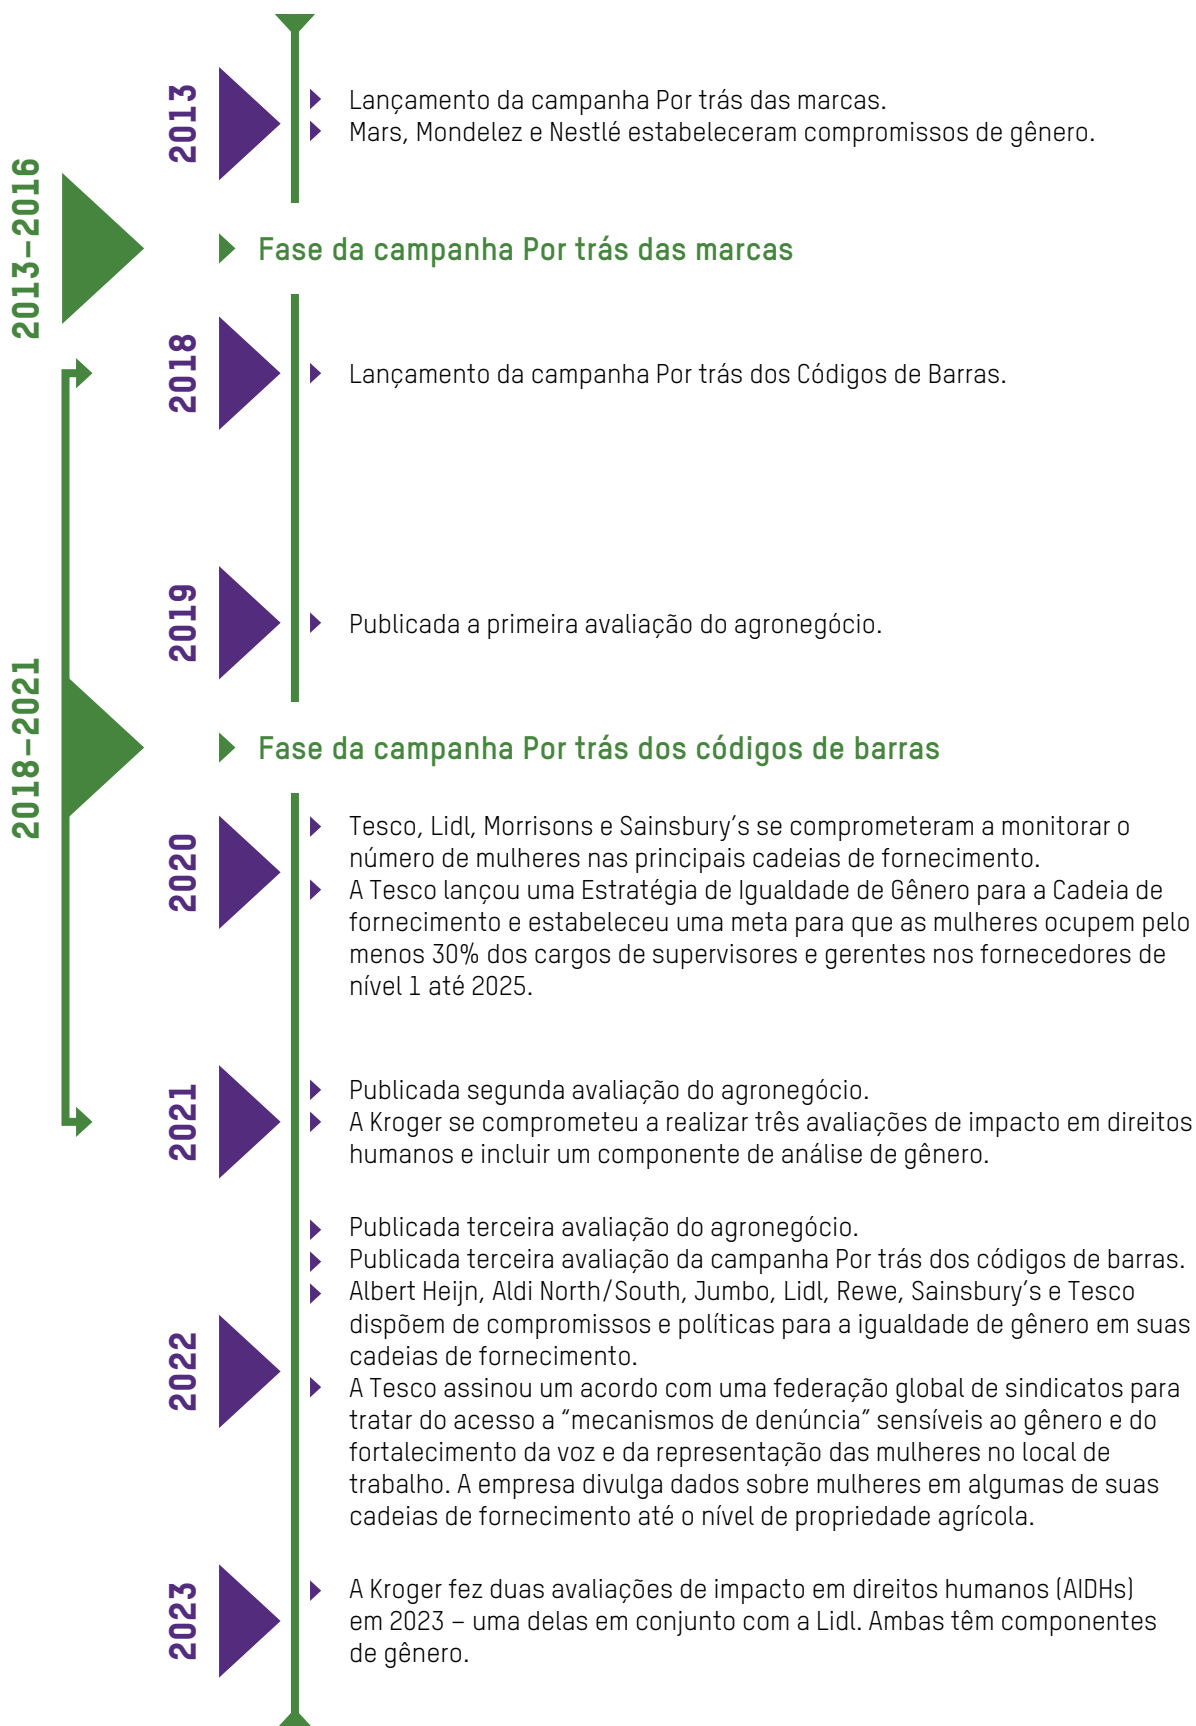 2013
Lançamento da campanha Por trás das marcas.
Mars, Mondelez e Nestlé estabeleceram compromissos de gênero.
2013–2016
Fase da campanha Por trás das marcas
2018
Lançamento da campanha Por trás dos Códigos de Barras.
2019
Publicada a primeira avaliação do agronegócio.
2018–2021
Fase da campanha Por trás dos códigos de barras
2020
Tesco, Lidl, Morrisons e Sainsbury’s se comprometeram a monitorar o
número de mulheres nas principais cadeias de fornecimento.
A Tesco lançou uma Estratégia de Igualdade de Gênero para a Cadeia de
fornecimento e estabeleceu uma meta para que as mulheres ocupem pelo
menos 30% dos cargos de supervisores e gerentes nos fornecedores de
nível 1 até 2025.
2021
Publicada segunda avaliação do agronegócio.
A Kroger se comprometeu a realizar três avaliações de impacto em direitos
humanos e incluir um componente de análise de gênero.
2022
Publicada terceira avaliação do agronegócio.
Publicada terceira avaliação da campanha Por trás dos códigos de barras.
Albert Heijn, Aldi North/South, Jumbo, Lidl, Rewe, Sainsbury’s e Tesco
dispõem de compromissos e políticas para a igualdade de gênero em suas
cadeias de fornecimento.
A Tesco assinou um acordo com uma federação global de sindicatos para
tratar do acesso a “mecanismos de denúncia” sensíveis ao gênero e do
fortalecimento da voz e da representação das mulheres no local de
trabalho. A empresa divulga dados sobre mulheres em algumas de suas
cadeias de fornecimento até o nível de propriedade agrícola.
2023
A Kroger fez duas avaliações de impacto em direitos humanos (AIDHs)
em 2023 – uma delas em conjunto com a Lidl. Ambas têm componentes
de gênero.